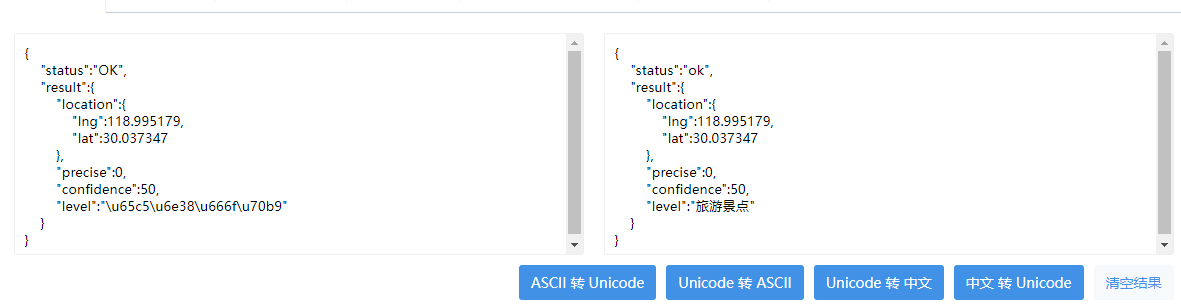 {
"status":"OK",
"result":{
"location":{
"lng":118.995179,
"lat":30.037347
},
"precise":0,
"confidence":50,
"level":"\u65c5\u6e38\u666f\u70b9"
}
}
{
"status":"ok",
"result":{
"location":{
"lng":118.995179,
"lat":30.037347
},
"precise":0,
"confidence":50,
"level":"旅游景点"
}
}
ASCII 转 Unicode
Unicode 转 ASCII
Unicode 转 中文
中文 转 Unicode
清空结果